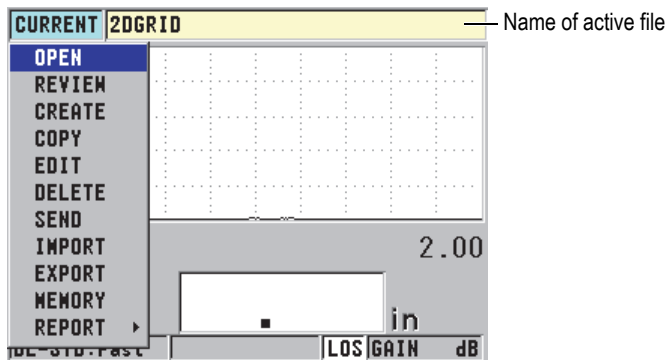 CURRENT 2DGRID Name of active file
OPEN
REVIEW
CREATE
COPY
EDIT
DELETE
SEND
IMPORT
2.00
EXPORT
MEMORY
in
REPORT
LOS GAIN dB